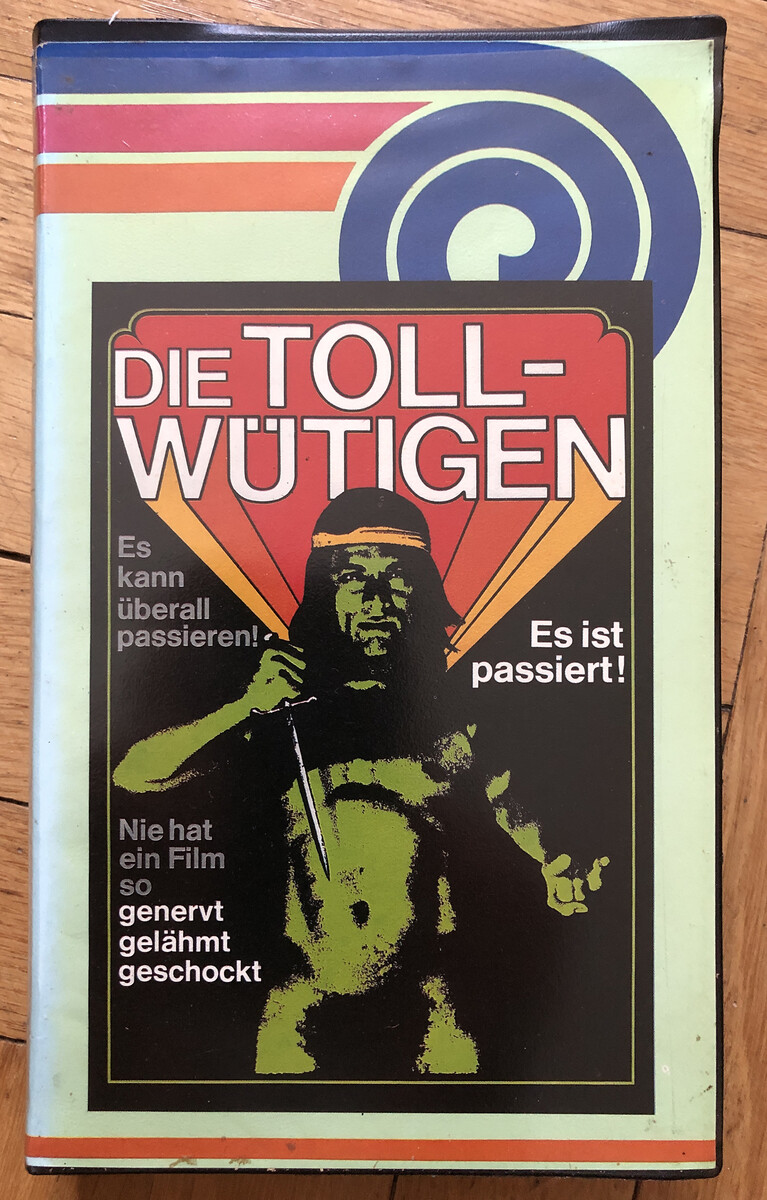 DIE TOLL-
WÜTIGEN
Es
kann
überall
passieren!
Es ist
passiert!
Nie hat
ein Film
so
genervt
gelähmt
geschockt